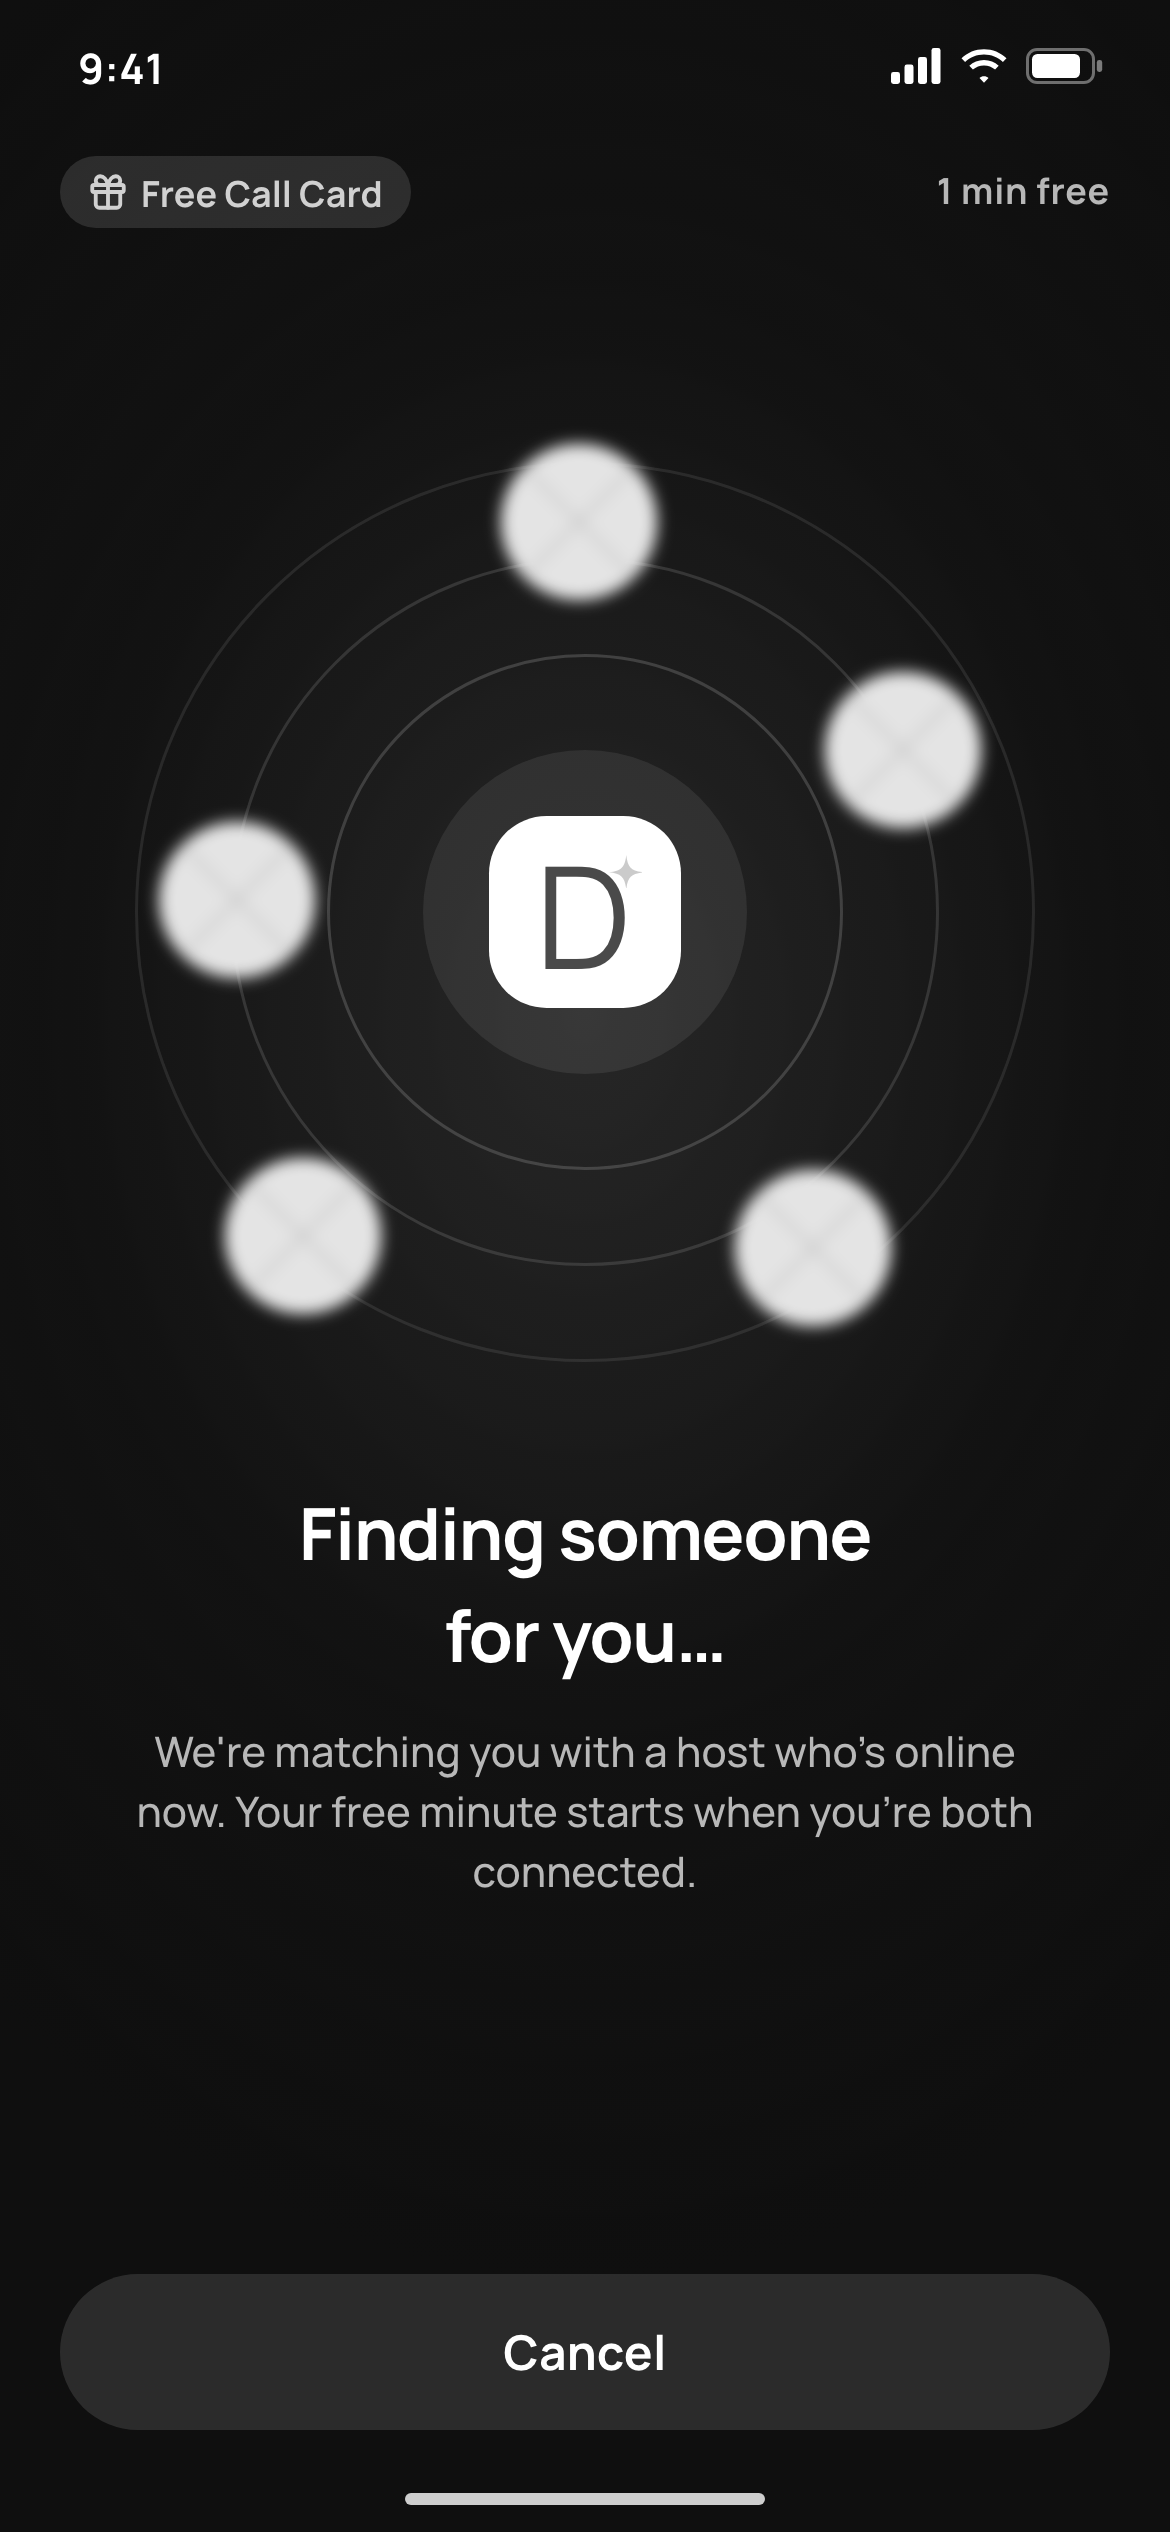 9:41
Free Call Card
1 min free
D
Finding someone
for you...
We're matching you with a host who’s online
now. Your free minute starts when you’re both
connected.
Cancel